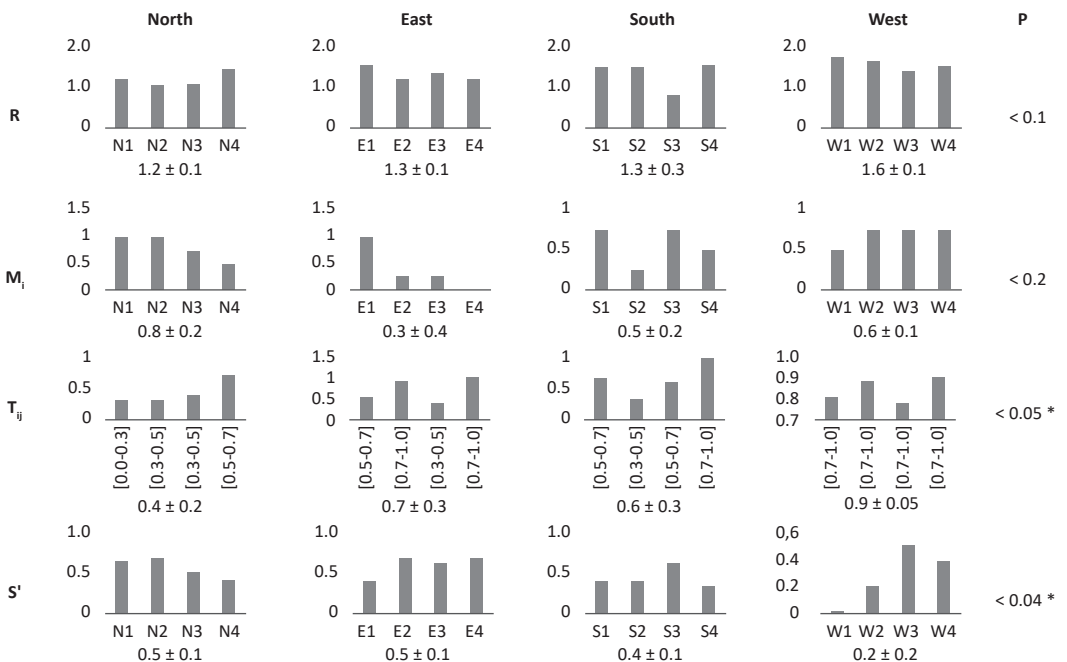 North East South West P
R
2.0 2.0 2.0 2.0
1.0 1.0 1.0 1.0
0 0 0 0
< 0.1
N1 N2 N3 N4 E1 E2 E3 E4 S1 S2 S3 S4 W1 W2 W3 W4
1.2 ± 0.1 1.3 ± 0.1 1.3 ± 0.3 1.6 ± 0.1
Mi
1.5 1.5 1 1
1 1 0.5 0.5
0.5 0.5
0 0 0 0
< 0.2
N1 N2 N3 N4 E1 E2 E3 E4 S1 S2 S3 S4 W1 W2 W3 W4
0.8 ± 0.2 0.3 ± 0.4 0.5 ± 0.2 0.6 ± 0.1
Tij
1 1.5 1 1.0
0.5 1 0.5 0.9
0.5 0.8
0 0 0 0.7
< 0.05 *
[0.0-0.3] [0.3-0.5] [0.3-0.5] [0.5-0.7] [0.5-0.7] [0.7-1.0] [0.3-0.5] [0.7-1.0] [0.5-0.7] [0.3-0.5] [0.5-0.7] [0.7-1.0] [0.7-1.0] [0.7-1.0] [0.7-1.0] [0.7-1.0]
0.4 ± 0.2 0.7 ± 0.3 0.6 ± 0.3 0.9 ± 0.05
S'
1.0 1.0 1.0 0,6
0.5 0.5 0.5 0.4
0.2
0 0 0 0
< 0.04 *
N1 N2 N3 N4 E1 E2 E3 E4 S1 S2 S3 S4 W1 W2 W3 W4
0.5 ± 0.1 0.5 ± 0.1 0.4 ± 0.1 0.2 ± 0.2